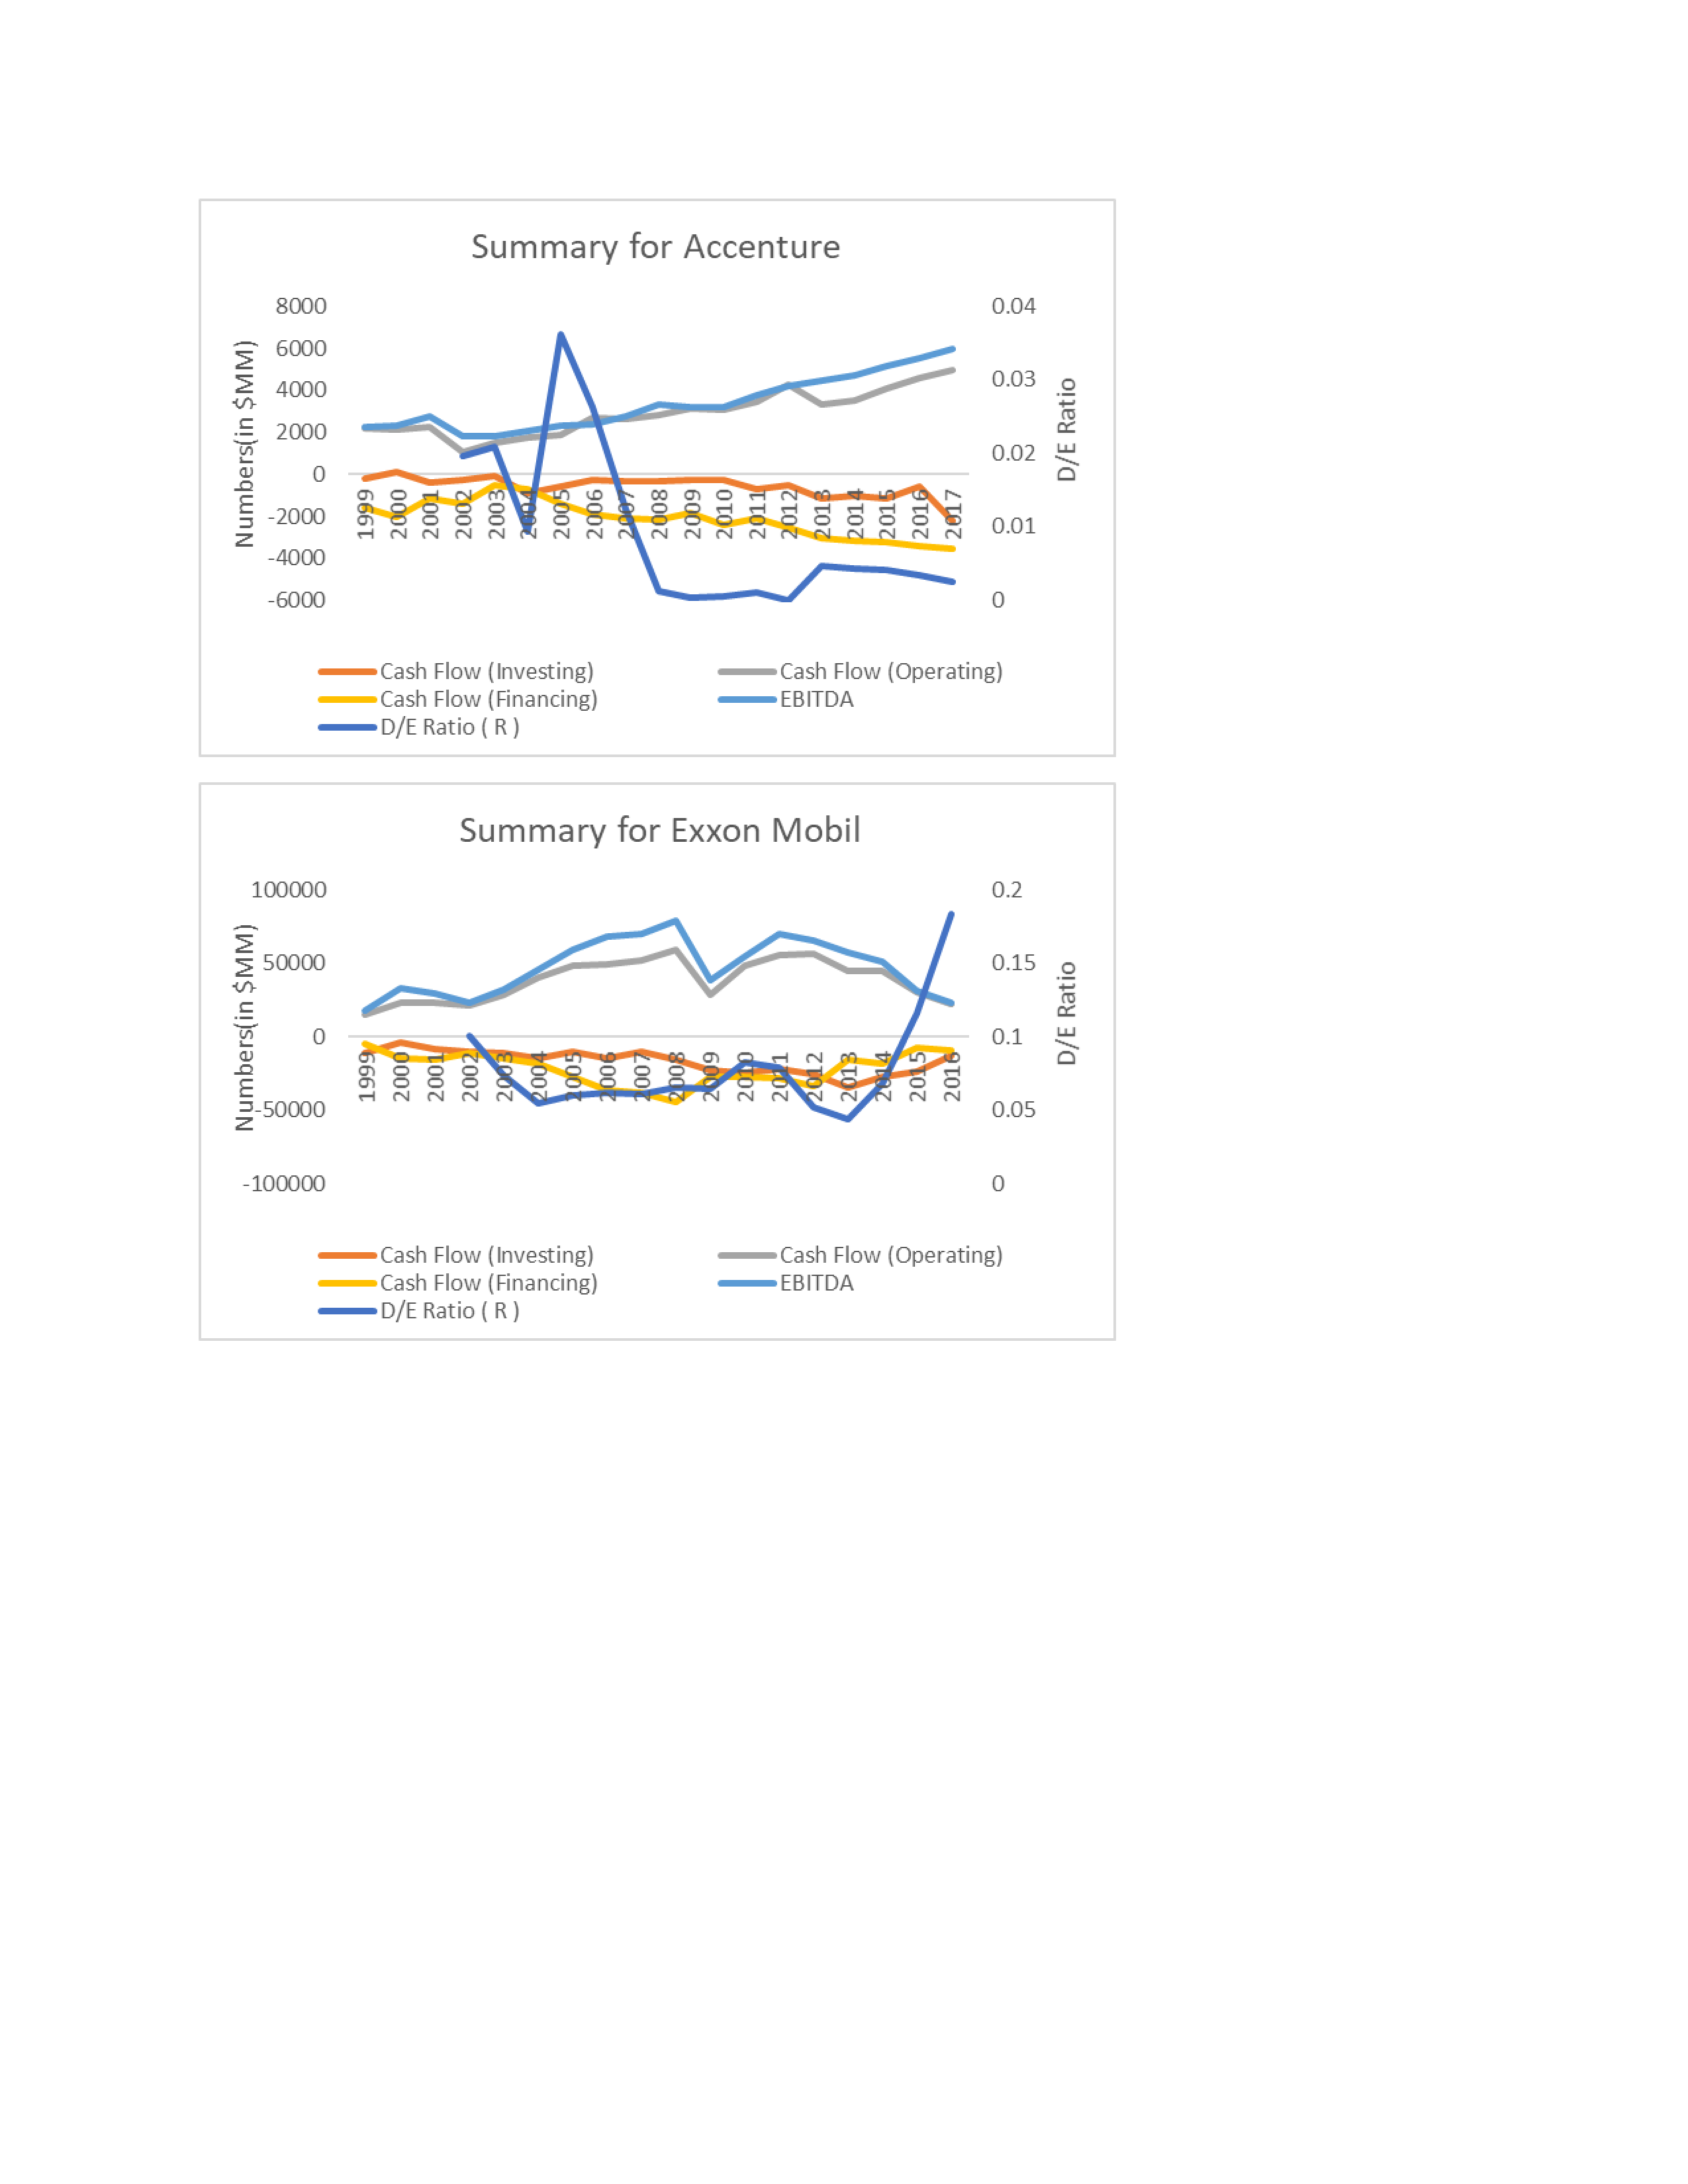 Summary for Accenture
8000
6000
4000
2000
0
-2000
-4000
-6000
Numbers(in $MM)
0.04
0.03
0.02
0.01
0
D/E Ratio
1999 2000 2001 2002 2003 2004 2005 2006 2007 2008 2009 2010 2011 2012 2013 2014 2015 2016 2017
Cash Flow (Investing) Cash Flow (Operating)
Cash Flow (Financing) EBITDA
D/E Ratio ( R )
Summary for Exxon Mobil
100000
50000
0
-50000
-100000
Numbers(in $MM)
0.2
0.15
0.1
0.05
0
D/E Ratio
1999 2000 2001 2002 2003 2004 2005 2006 2007 2008 2009 2010 2011 2012 2013 2014 2015 2016
Cash Flow (Investing) Cash Flow (Operating)
Cash Flow (Financing) EBITDA
D/E Ratio ( R )